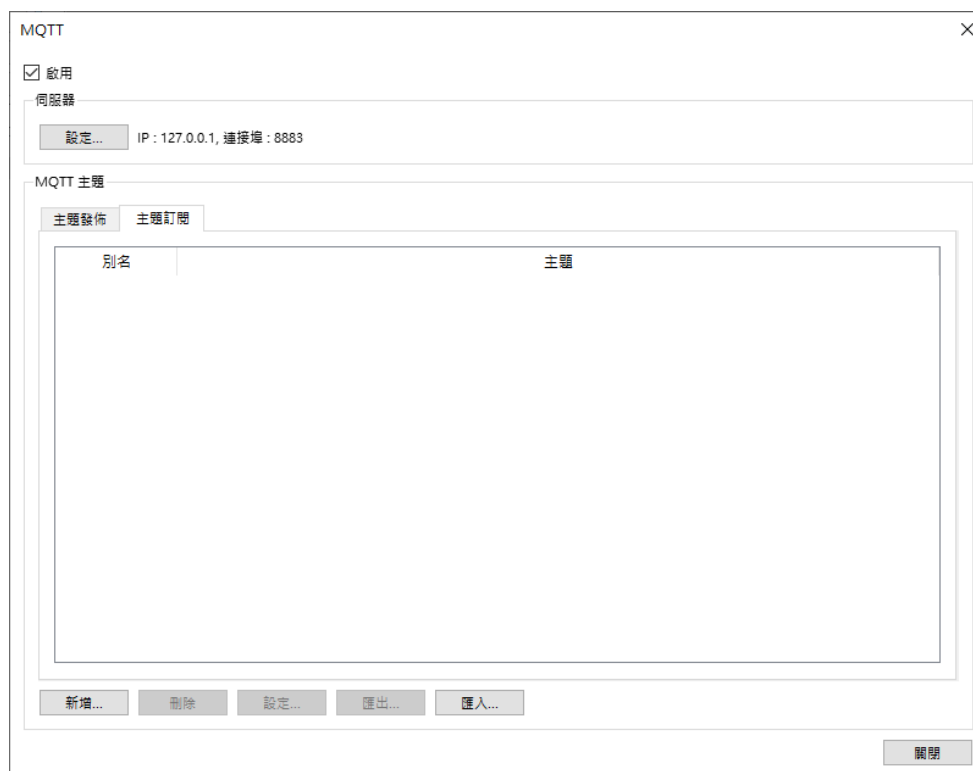 MQTT
啟用
伺服器
設定... IP : 127.0.0.1, 連接埠 : 8883
MQTT 主題
主題發佈 主題訂閱
別名 主題
新增... 刪除 設定... 匯出... 匯入...
關閉